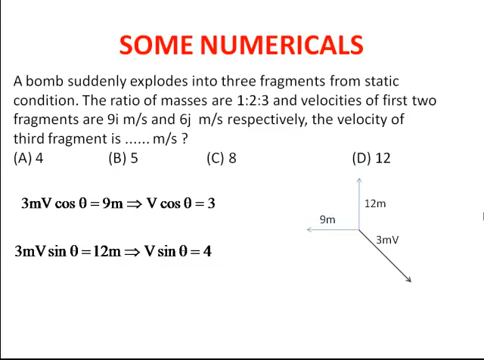 SOME NUMERICALS
A bomb suddenly explodes into three fragments from static
condition. The ratio of masses are 1:2:3 and velocities of first two
fragments are 9i m/s and 6j m/s respectively, the velocity of
third fragment is ...... m/s ?
(A) 4 (B) 5 (C) 8 (D) 12
3mV cos θ = 9m ⇒ V cos θ = 3
3mV sin θ = 12m ⇒ V sin θ = 4
12m
9m
3mV